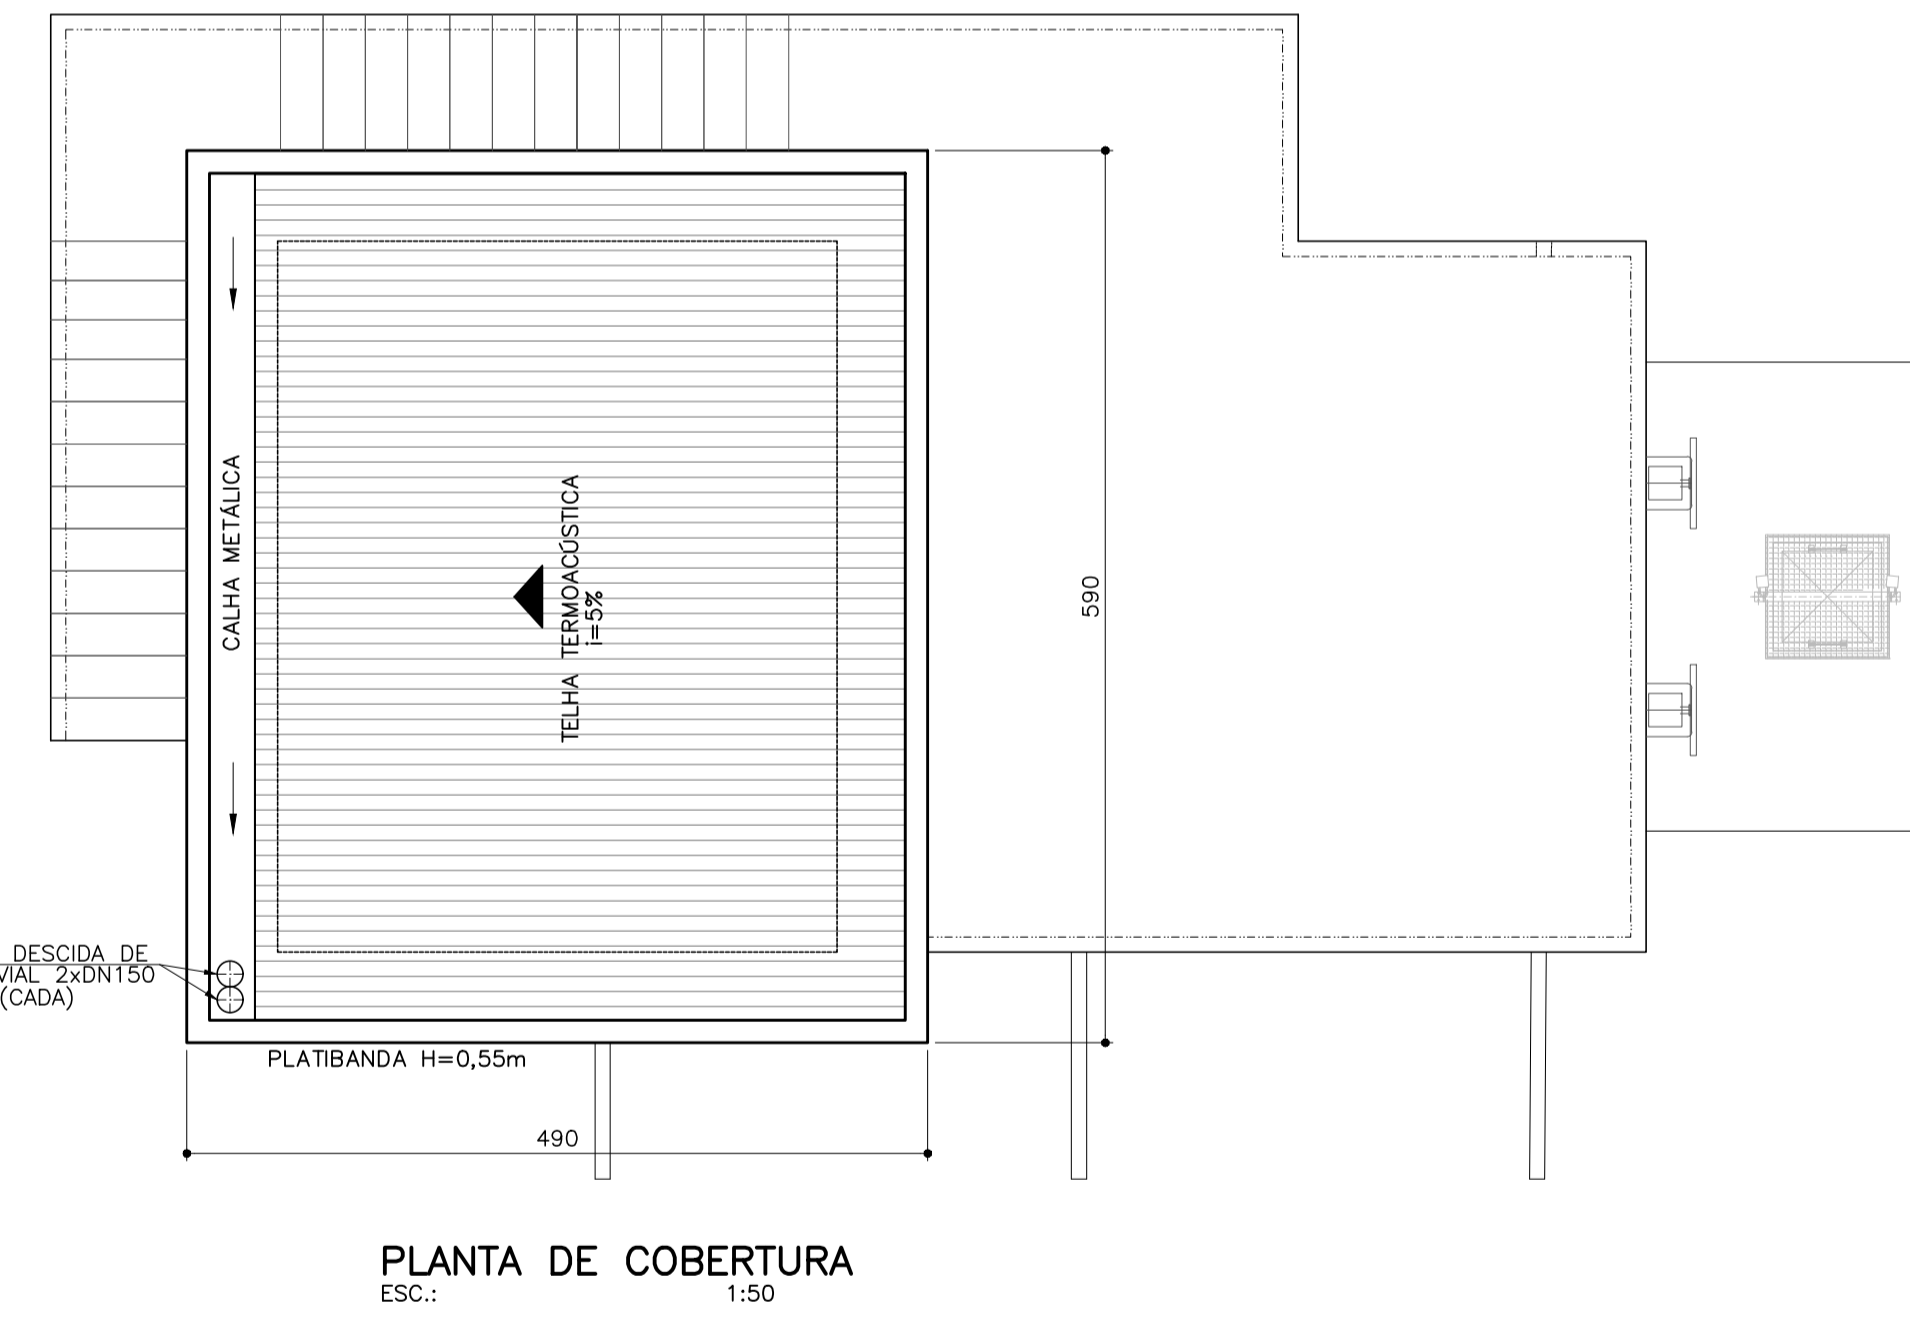 CALHA METÁLICA
TELHA TERMOACÚSTICA
i=5%
590
DESCIDA DE
VIAL 2xDN150
(CADA)
PLATIBANDA H=0,55m
490
PLANTA DE COBERTURA
ESC.: 1:50